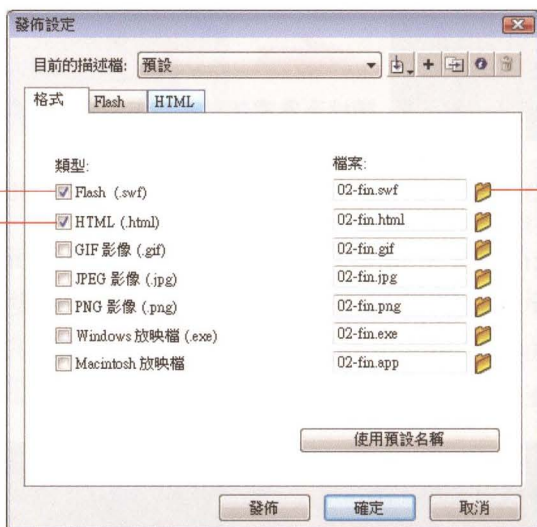 發佈設定
目前的描述檔: 預設
格式 Flash HTML
類型: 檔案:
Flash (.swf) 02-fin.swf
HTML (.html) 02-fin.html
GIF 影像 (.gif) 02-fin.gif
JPEG 影像 (.jpg) 02-fin.jpg
PNG 影像 (.png) 02-fin.png
Windows 放映檔 (.exe) 02-fin.exe
Macintosh 放映檔 02-fin.app
使用預設名稱
發佈 確定 取消